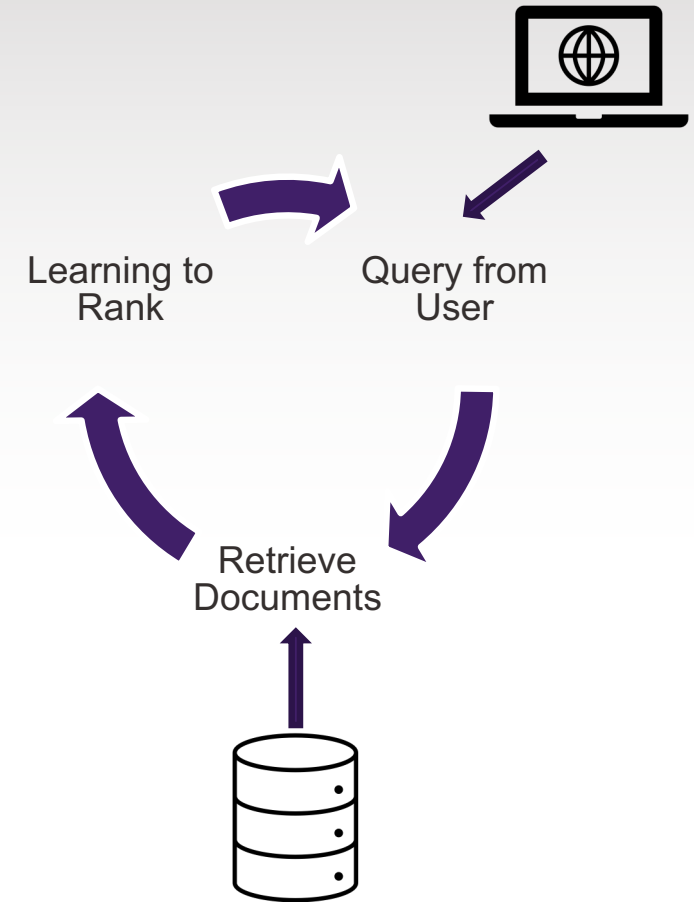 Learning to
Rank
Query from
User
Retrieve
Documents